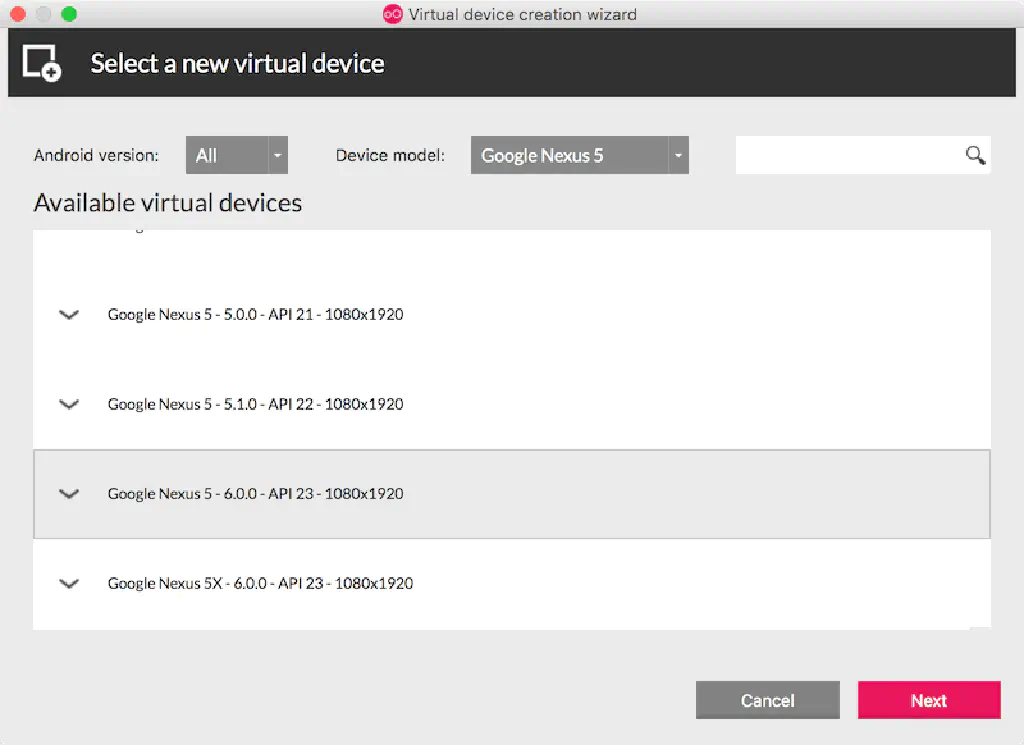 Virtual device creation wizard
Select a new virtual device
Android version: All Device model: Google Nexus 5
Available virtual devices
Google Nexus 5 - 5.0.0 - API 21 - 1080x1920
Google Nexus 5 - 5.1.0 - API 22 - 1080x1920
Google Nexus 5 - 6.0.0 - API 23 - 1080x1920
Google Nexus 5X - 6.0.0 - API 23 - 1080x1920
Cancel Next